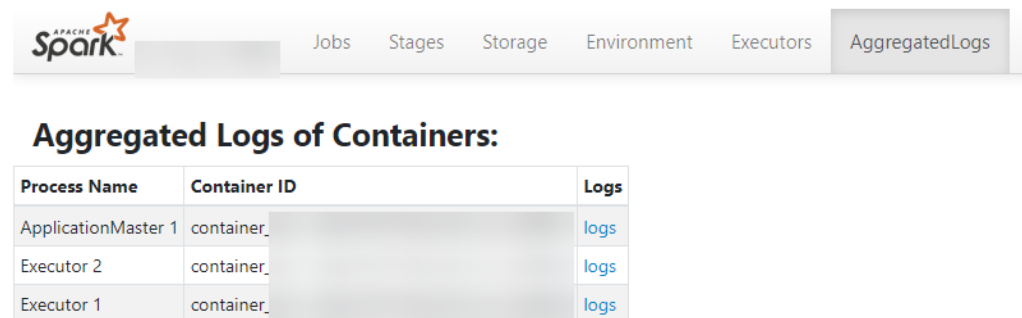 APACHE
Spark™ Jobs Stages Storage Environment Executors AggregatedLogs
Aggregated Logs of Containers:
Process Name Container ID Logs
ApplicationMaster 1 container_ logs
Executor 2 container_ logs
Executor 1 container_ logs